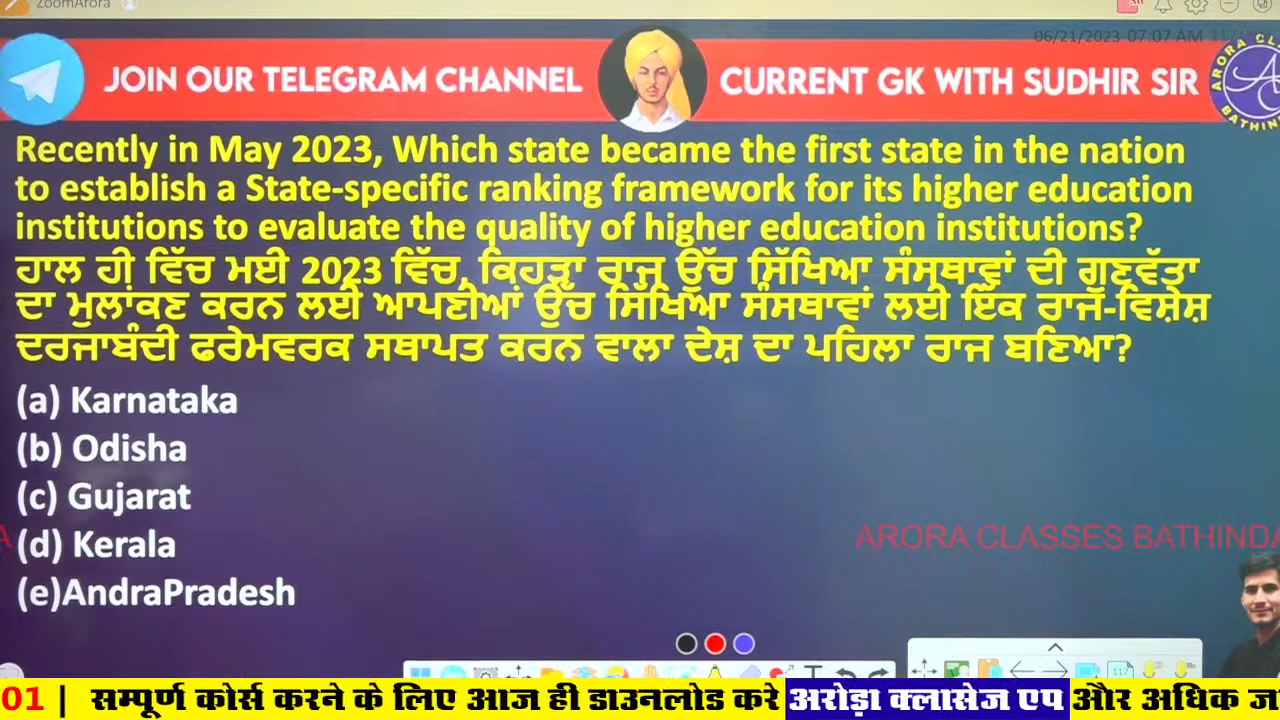 ZoomArora
06/21/2023 07:07 AM
JOIN OUR TELEGRAM CHANNEL
CURRENT GK WITH SUDHIR SIR
Recently in May 2023, Which state became the first state in the nation
to establish a State-specific ranking framework for its higher education
institutions to evaluate the quality of higher education institutions?
ਹਾਲ ਹੀ ਵਿੱਚ ਮਈ 2023 ਵਿੱਚ, ਕਿਹੜਾ ਰਾਜ ਉੱਚ ਸਿੱਖਿਆ ਸੰਸਥਾਵਾਂ ਦੀ ਗੁਣਵੱਤਾ
ਦਾ ਮੁਲਾਂਕਣ ਕਰਨ ਲਈ ਆਪਣੀਆਂ ਉੱਚ ਸਿੱਖਿਆ ਸੰਸਥਾਵਾਂ ਲਈ ਇੱਕ ਰਾਜ-ਵਿਸ਼ੇਸ਼
ਦਰਜਾਬੰਦੀ ਫਰੇਮਵਰਕ ਸਥਾਪਤ ਕਰਨ ਵਾਲਾ ਦੇਸ਼ ਦਾ ਪਹਿਲਾ ਰਾਜ ਬਣਿਆ?
(a) Karnataka
(b) Odisha
(c) Gujarat
(d) Kerala
(e)AndraPradesh
ARORA CLASSES BATHINDA
01 | सम्पूर्ण कोर्स करने के लिए आज ही डाउनलोड करे अरोड़ा क्लासेज एप और अधिक ज